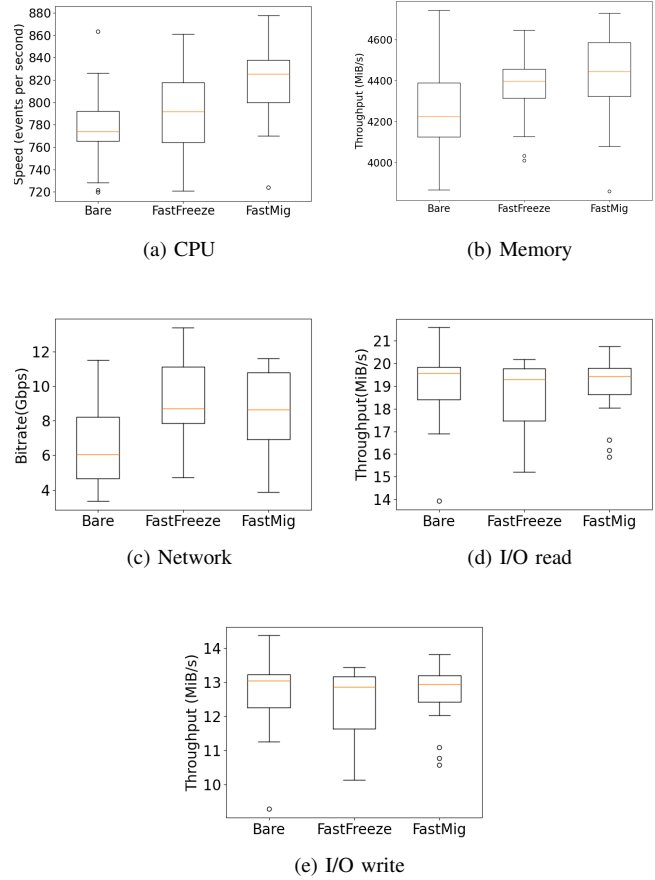 880
860
840
820
800
780
760
740
720
Speed (events per second)
Bare FastFreeze FastMig
(a) CPU
4600
4400
4200
4000
Throughput (MiB/s)
Bare FastFreeze FastMig
(b) Memory
12
10
8
6
4
Bitrate(Gbps)
Bare FastFreeze FastMig
(c) Network
21
20
19
18
17
16
15
14
Throughput(MiB/s)
Bare FastFreeze FastMig
(d) I/O read
14
13
12
11
10
Throughput (MiB/s)
Bare FastFreeze FastMig
(e) I/O write